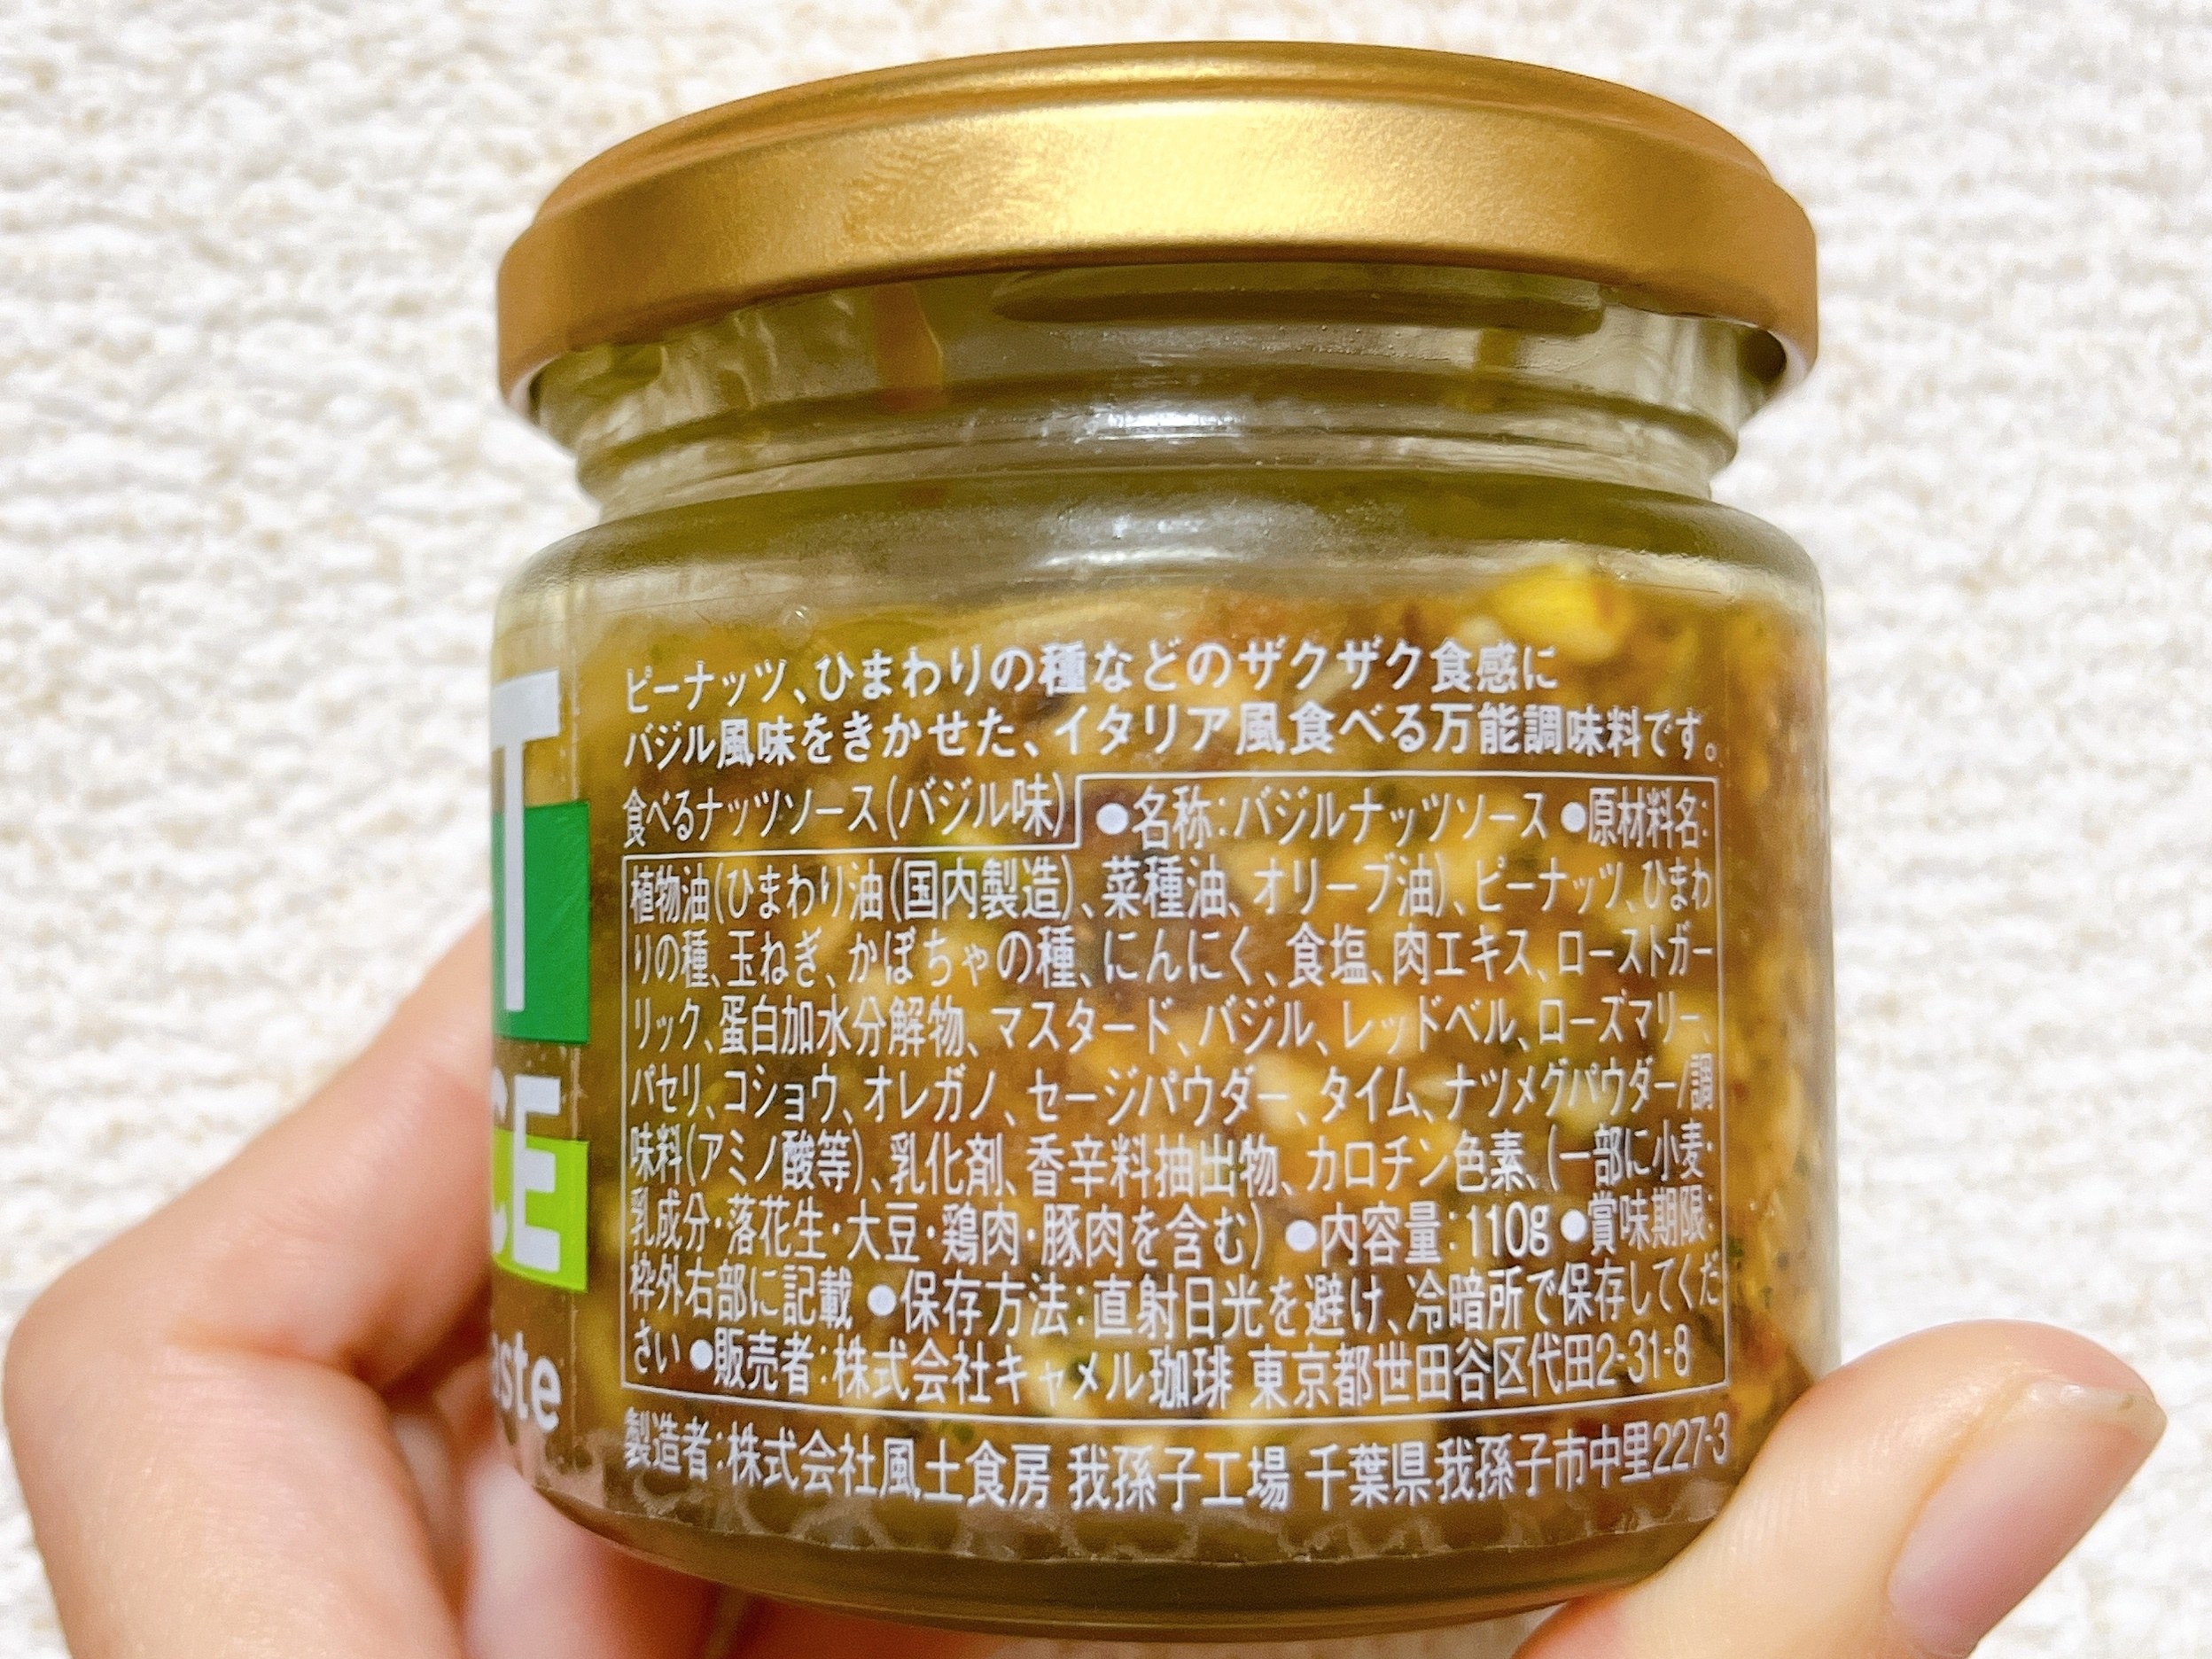 T
CE
aste
ピーナッツ、ひまわりの種などのザクザク食感に
バジル風味をきかせた、イタリア風食べる万能調味料です。
食べるナッツソース(バジル味)
●名称:バジルナッツソース ●原材料名:
植物油(ひまわり油(国内製造)、菜種油、オリーブ油)、ピーナッツ、ひまわ
りの種、玉ねぎ、かぼちゃの種、にんにく、食塩、肉エキス、ローストガー
リック、蛋白加水分解物、マスタード、バジル、レッドベル、ローズマリー、
パセリ、コショウ、オレガノ、セージパウダー、タイム、ナツメグパウダー/調
味料(アミノ酸等)、乳化剤、香辛料抽出物、カロチン色素、(一部に小麦・
乳成分・落花生・大豆・鶏肉・豚肉を含む) ●内容量:110g ●賞味期限:
枠外右部に記載 ●保存方法:直射日光を避け、冷暗所で保存してくだ
さい ●販売者:株式会社キャメル珈琲 東京都世田谷区代田2-31-8
製造者:株式会社風土食房 我孫子工場 千葉県我孫子市中里227-3